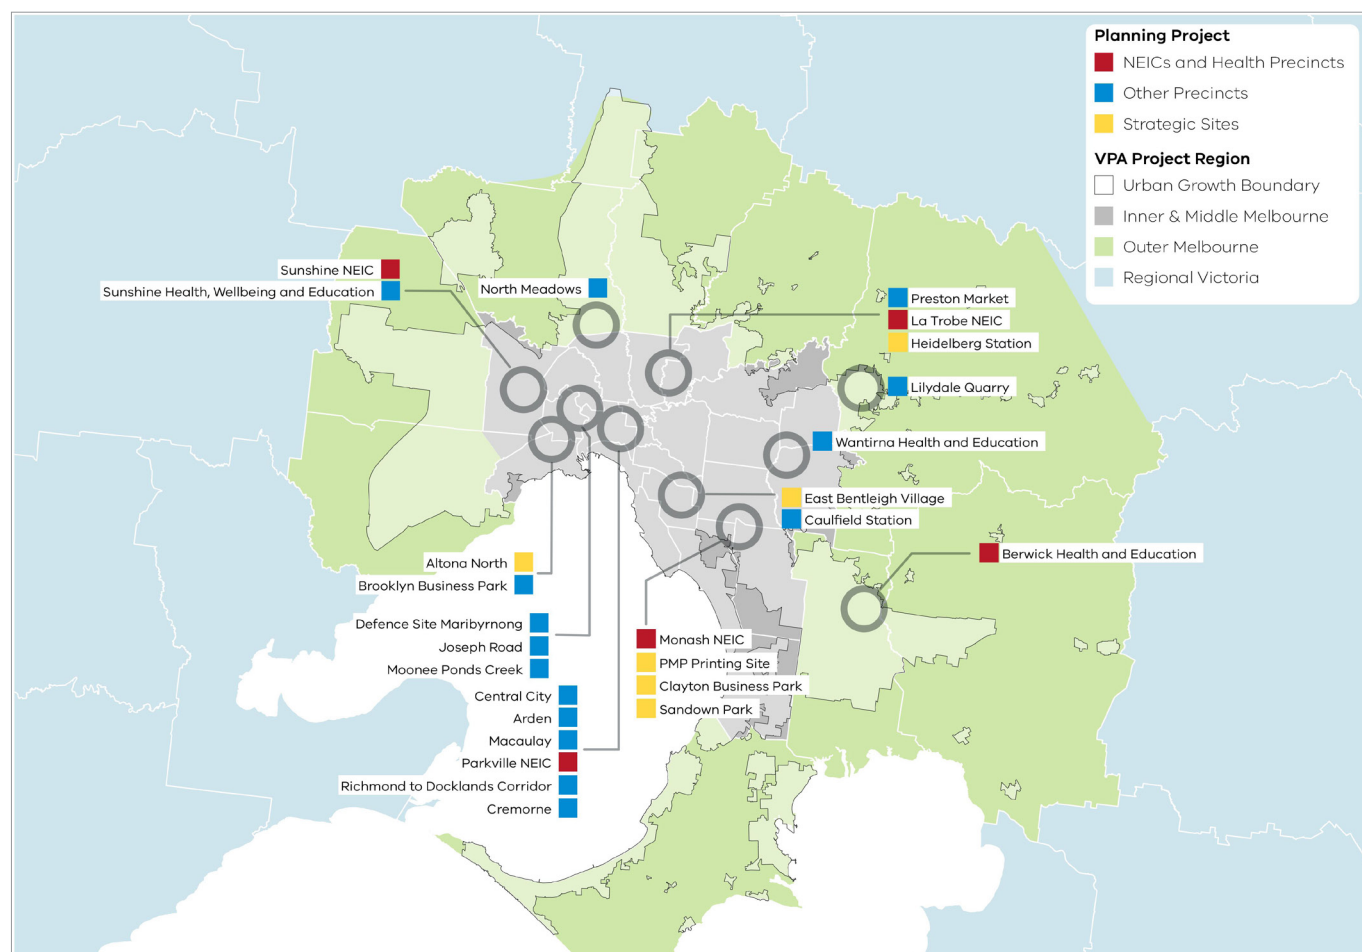 Planning Project
NEICs and Health Precincts
Other Precincts
Strategic Sites
VPA Project Region
Urban Growth Boundary
Inner & Middle Melbourne
Outer Melbourne
Regional Victoria
Sunshine NEIC
Sunshine Health, Wellbeing and Education
North Meadows
Preston Market
La Trobe NEIC
Heidelberg Station
Lilydale Quarry
Wantirna Health and Education
East Bentleigh Village
Caulfield Station
Berwick Health and Education
Altona North
Brooklyn Business Park
Defence Site Maribyrnong
Joseph Road
Moonee Ponds Creek
Monash NEIC
PMP Printing Site
Clayton Business Park
Sandown Park
Central City
Arden
Macaulay
Parkville NEIC
Richmond to Docklands Corridor
Cremorne